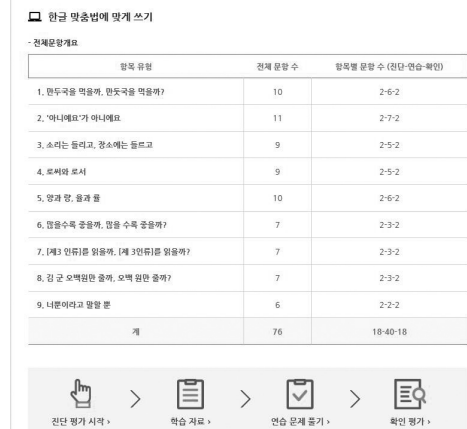 한글 맞춤법에 맞게 쓰기
- 전체문항개요
항목 유형 전체 문항 수 항목별 문항 수 (진단-연습-확인)
1, 만두국을 먹을까, 만둣국을 먹을까? 10 2-6-2
2, '아니예요'가 아니에요 11 2-7-2
3, 소리는 들리고, 장소에는 들르고 9 2-5-2
4, 로써와 로서 9 2-5-2
5, 양과 량, 율과 률 10 2-6-2
6, 많을수록 좋을까, 많을 수록 좋을까? 7 2-3-2
7, [제3 인류]를 읽을까, [제 3인류]를 읽을까? 7 2-3-2
8, 김 군 오백원만 줄까, 오백 원만 줄까? 7 2-3-2
9, 너뿐이라고 말할 뿐 6 2-2-2
계 76 18-40-18
진단 평가 시작 › 학습 자료 › 연습 문제 풀기 › 확인 평가 ›